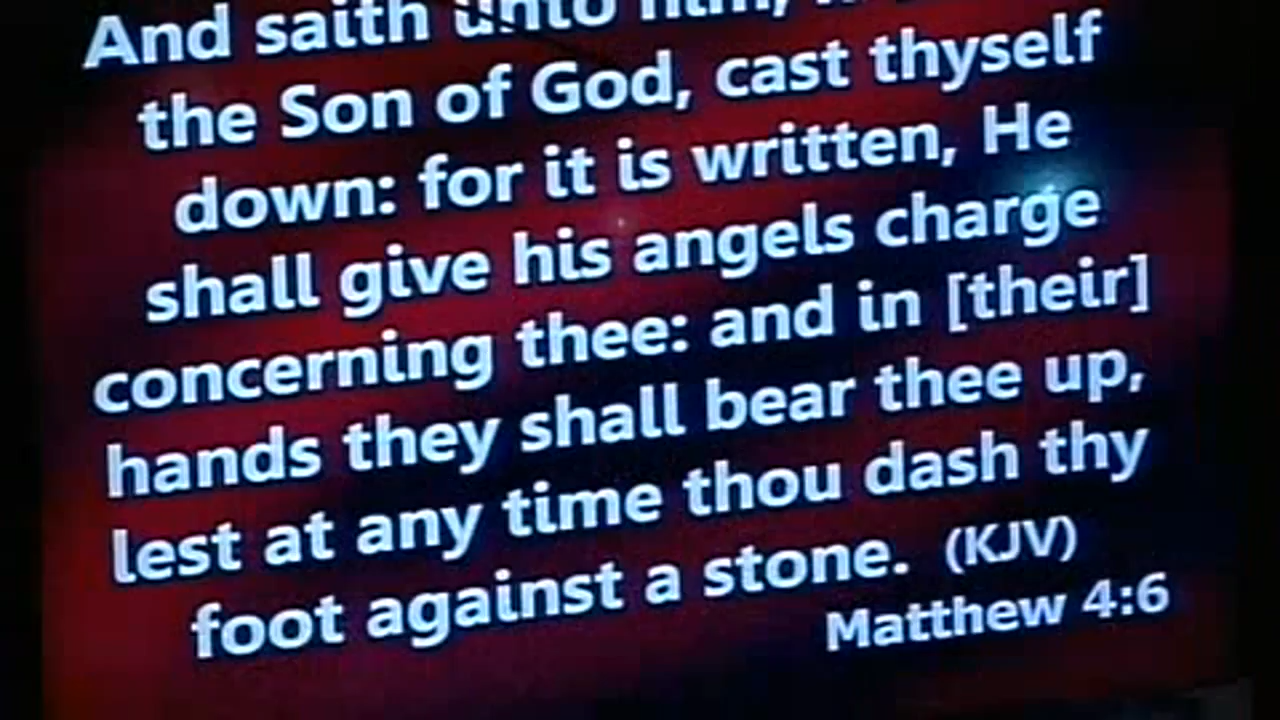 And saith unto him,
the Son of God, cast thyself
down: for it is written, He
shall give his angels charge
concerning thee: and in [their]
hands they shall bear thee up,
lest at any time thou dash thy
foot against a stone. (KJV)
Matthew 4:6